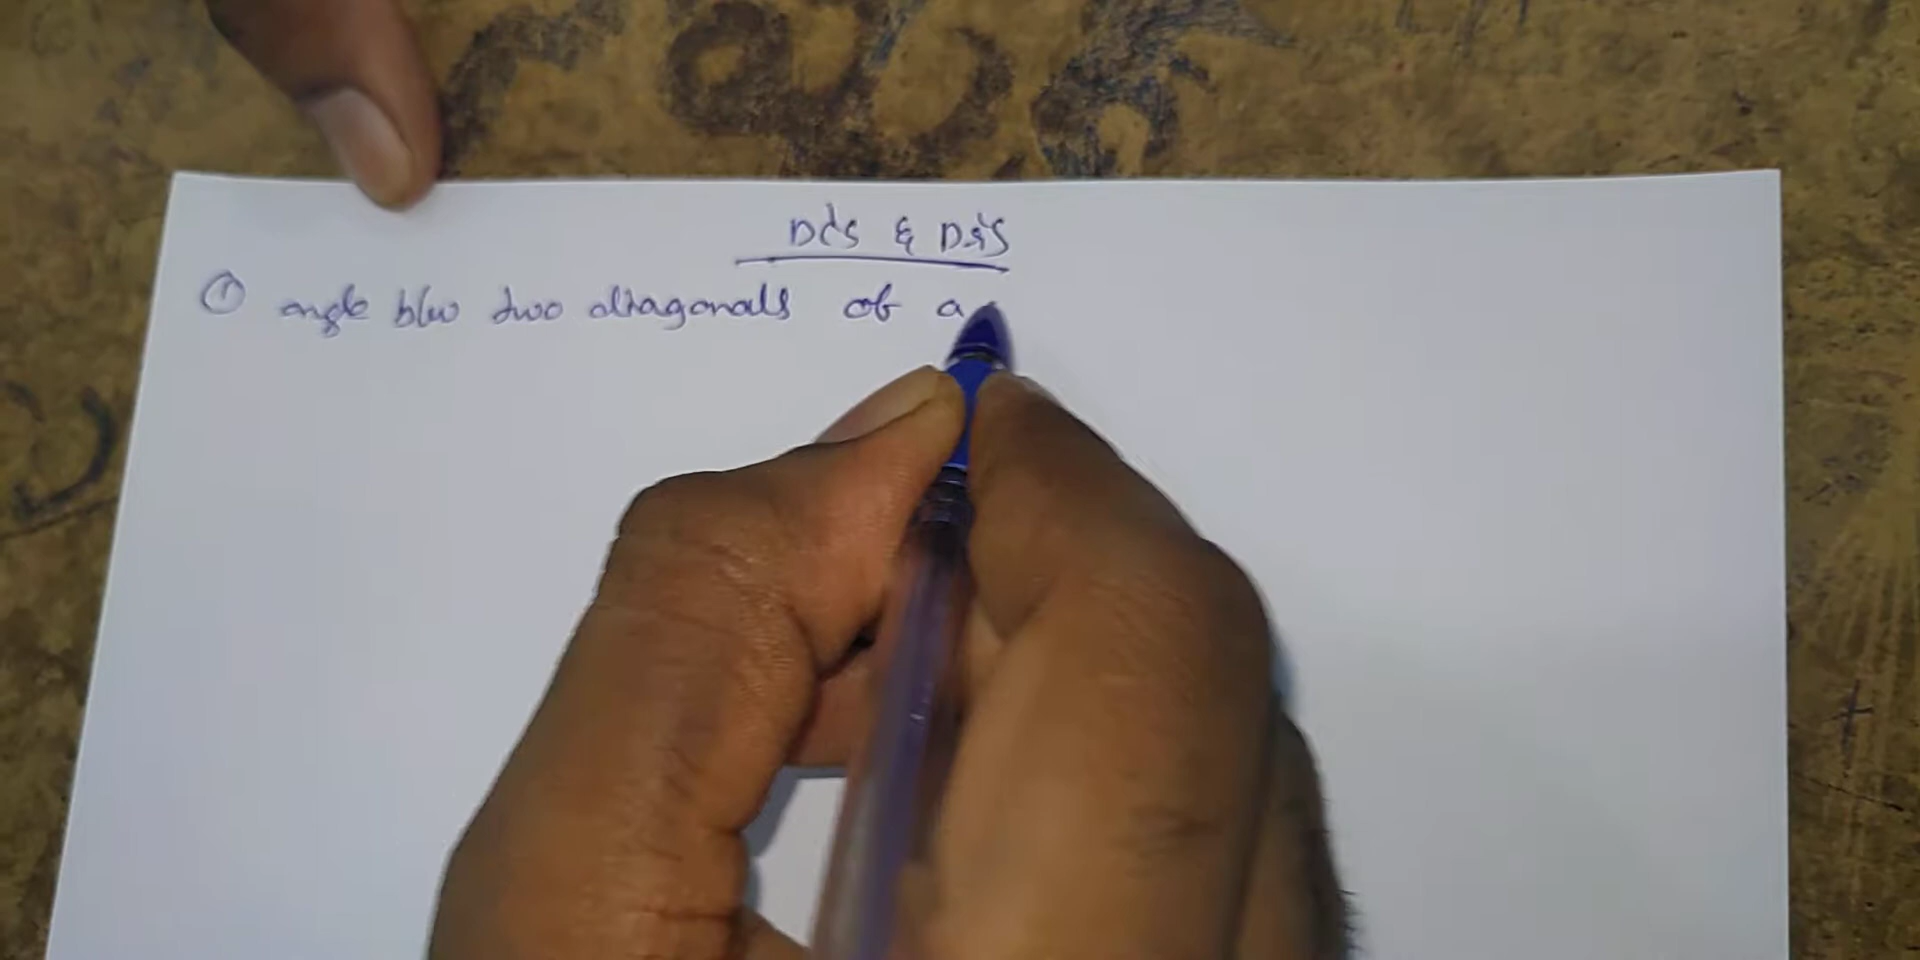 Dc's & Dr's
① angle b/w two diagonals of a